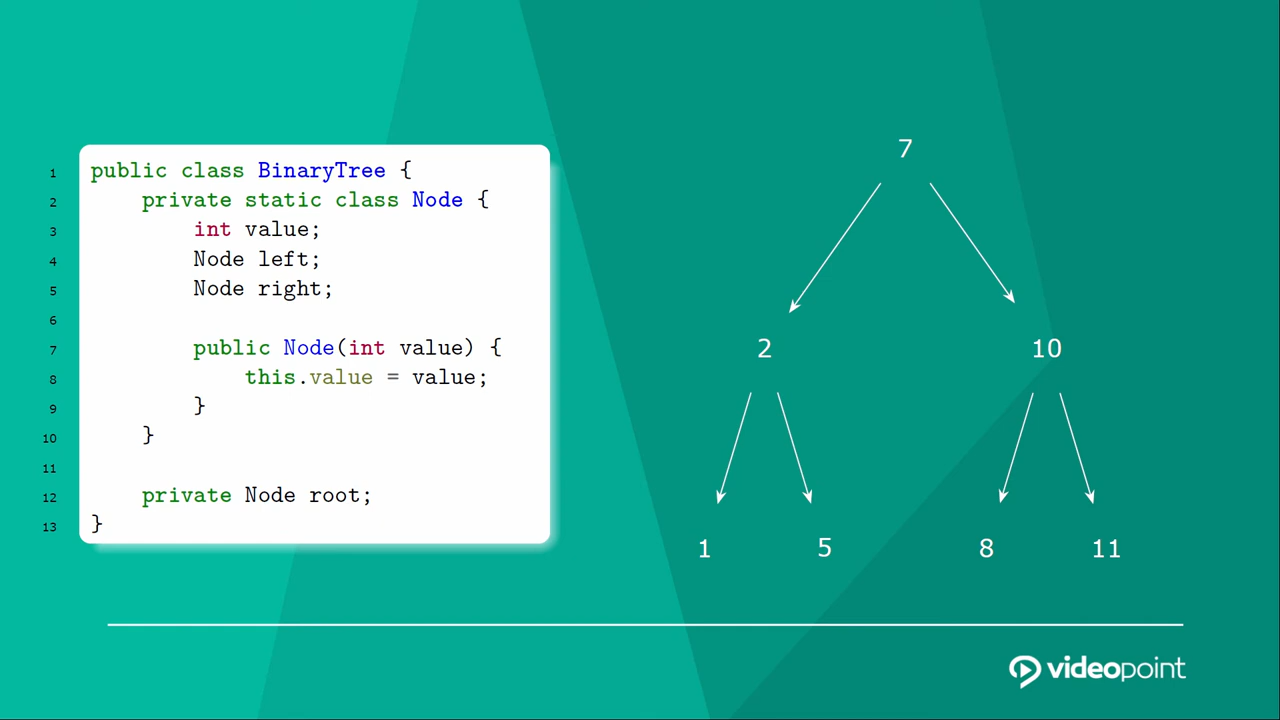 1 public class BinaryTree {
2     private static class Node {
3         int value;
4         Node left;
5         Node right;
6
7         public Node(int value) {
8             this.value = value;
9         }
10     }
11
12     private Node root;
13 }
7
2 10
1 5 8 11
videopoint